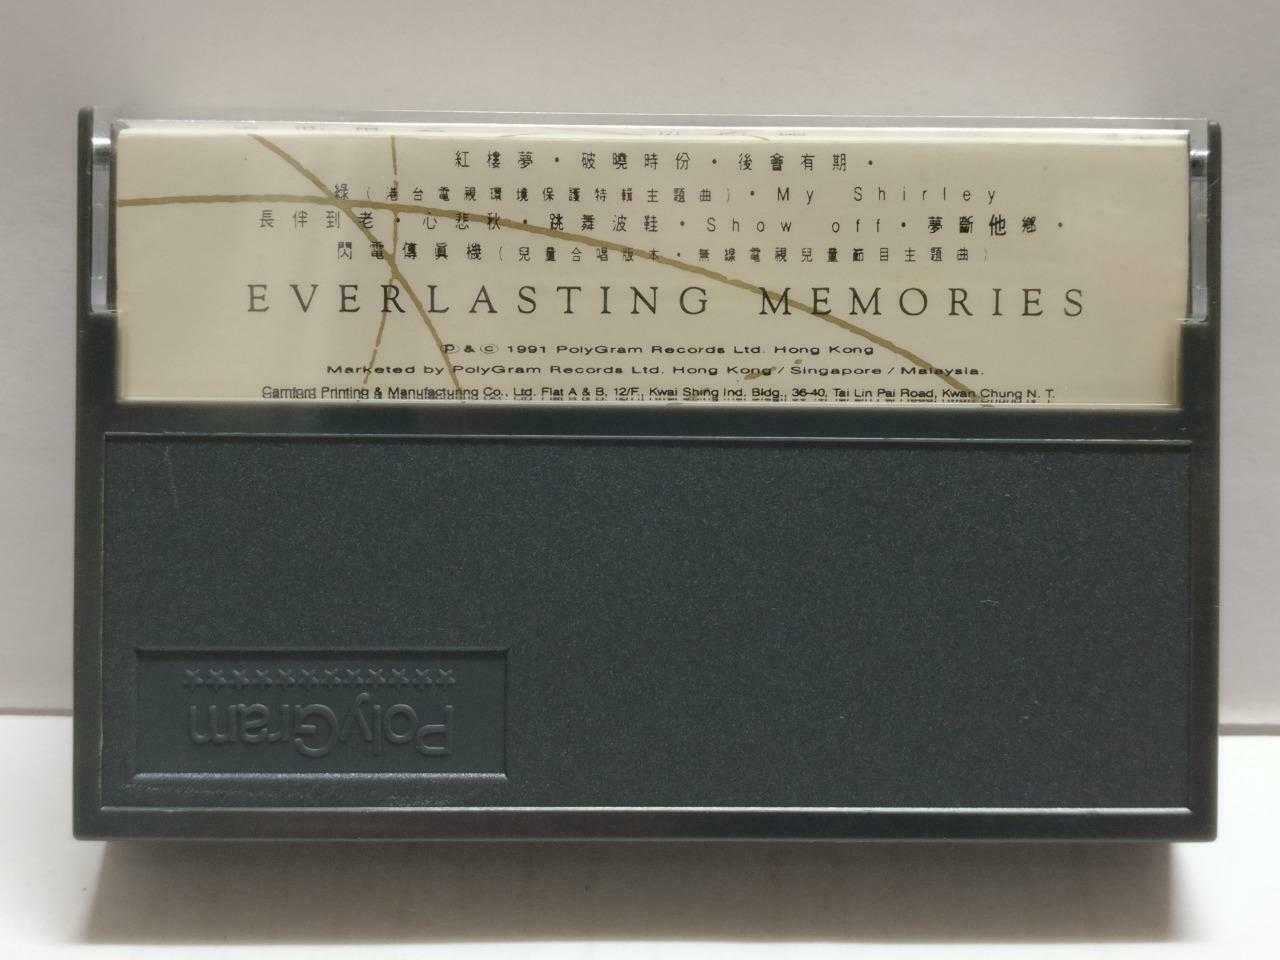 紅樓夢・破曉時份・後會有期・
綠(港台電視環境保護特輯主題曲)・My Shirley
長伴到老・心悲秋・跳舞波鞋・Show off・夢斷他鄉・
閃電傳真機(兒童合唱版本・無線電視兒童節目主題曲)
EVERLASTING MEMORIES
Ⓟ & © 1991 PolyGram Records Ltd. Hong Kong
Marketed by PolyGram Records Ltd. Hong Kong / Singapore / Malaysia.
Camford Printing & Manufacturing Co., Ltd. Flat A & B, 12/F., Kwai Shing Ind. Bldg., 36-40, Tai Lin Pai Road, Kwan Chung N. T.
PolyGram